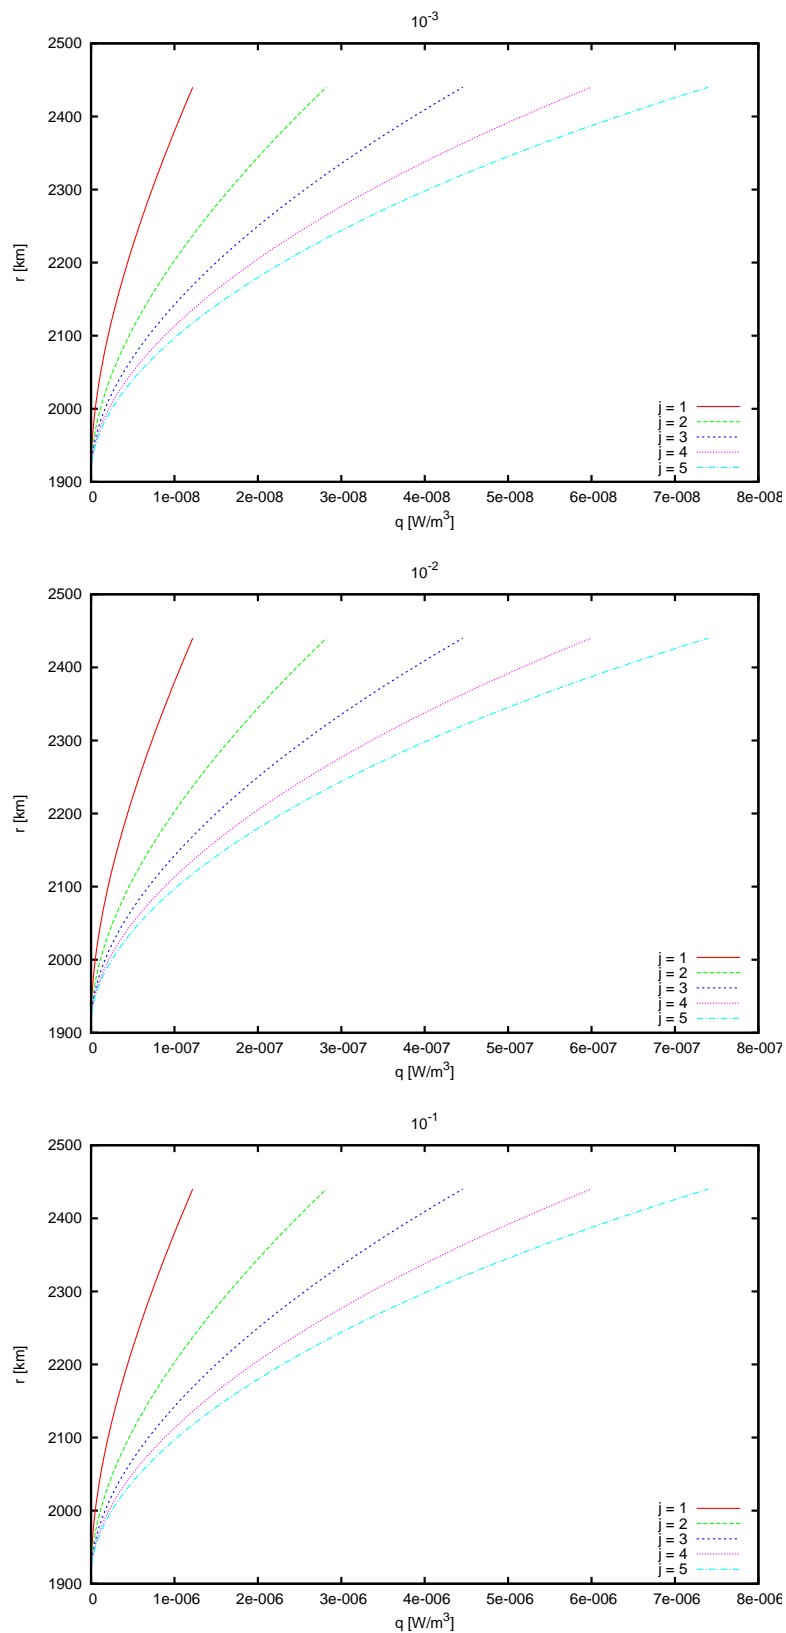 10^-3
2500
2400
2300
2200
2100
2000
1900
r [km]
j = 1
j = 2
j = 3
j = 4
j = 5
0 1e-008 2e-008 3e-008 4e-008 5e-008 6e-008 7e-008 8e-008
q [W/m^3]
10^-2
2500
2400
2300
2200
2100
2000
1900
r [km]
j = 1
j = 2
j = 3
j = 4
j = 5
0 1e-007 2e-007 3e-007 4e-007 5e-007 6e-007 7e-007 8e-007
q [W/m^3]
10^-1
2500
2400
2300
2200
2100
2000
1900
r [km]
j = 1
j = 2
j = 3
j = 4
j = 5
0 1e-006 2e-006 3e-006 4e-006 5e-006 6e-006 7e-006 8e-006
q [W/m^3]